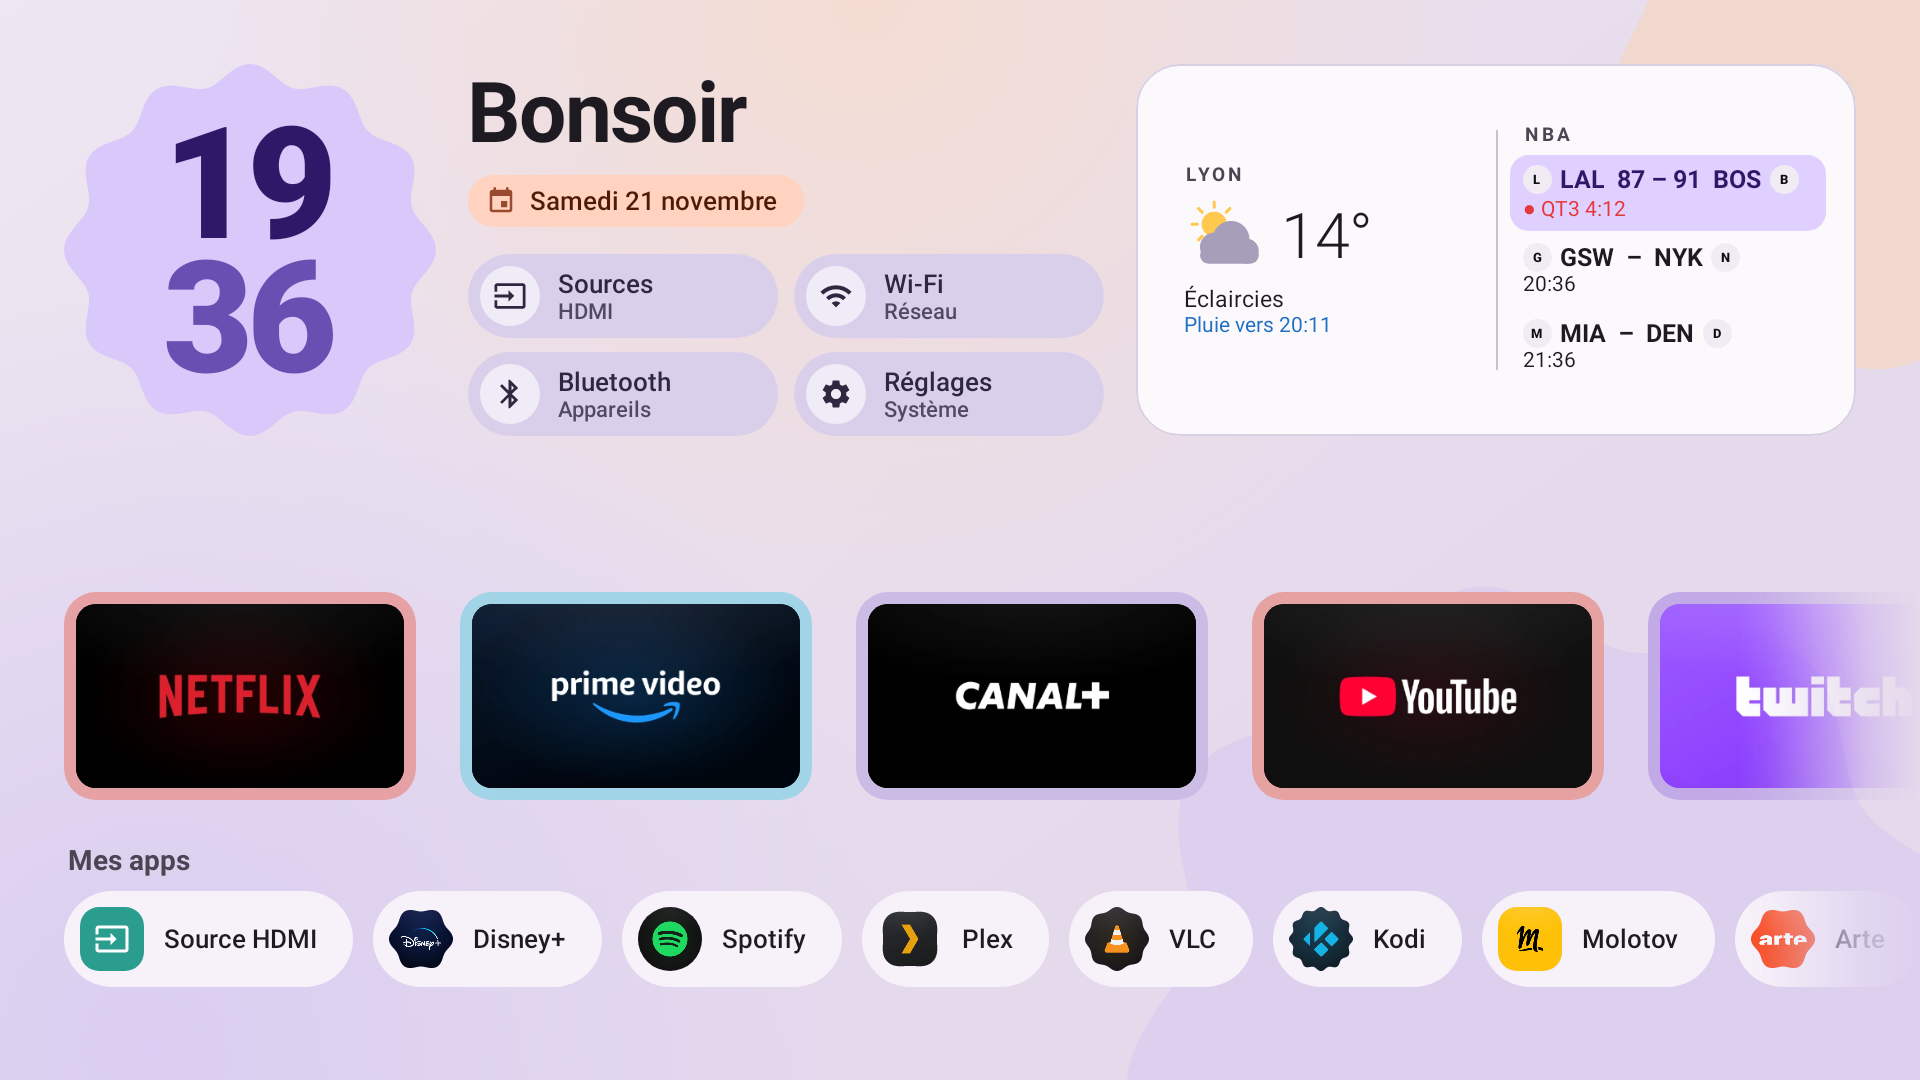 19
36
Bonsoir
Samedi 21 novembre
Sources
HDMI
Wi-Fi
Réseau
Bluetooth
Appareils
Réglages
Système
LYON
14°
Éclaircies
Pluie vers 20:11
NBA
L LAL 87 – 91 BOS B
QT3 4:12
G GSW – NYK N
20:36
M MIA – DEN D
21:36
NETFLIX
prime video
CANAL+
YouTube
twitch
Mes apps
Source HDMI
Disney+ Disney+
Spotify
Plex
VLC
Kodi
M Molotov
arte Arte